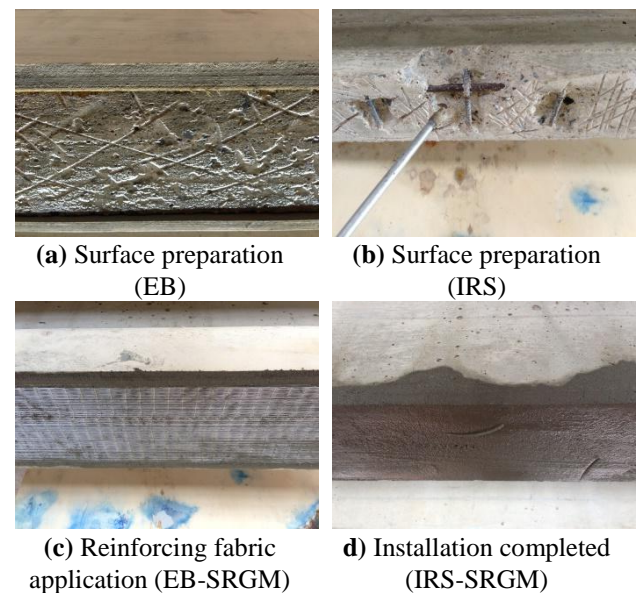 (a) Surface preparation
(EB)
(b) Surface preparation
(IRS)
(c) Reinforcing fabric
application (EB-SRGM)
d) Installation completed
(IRS-SRGM)